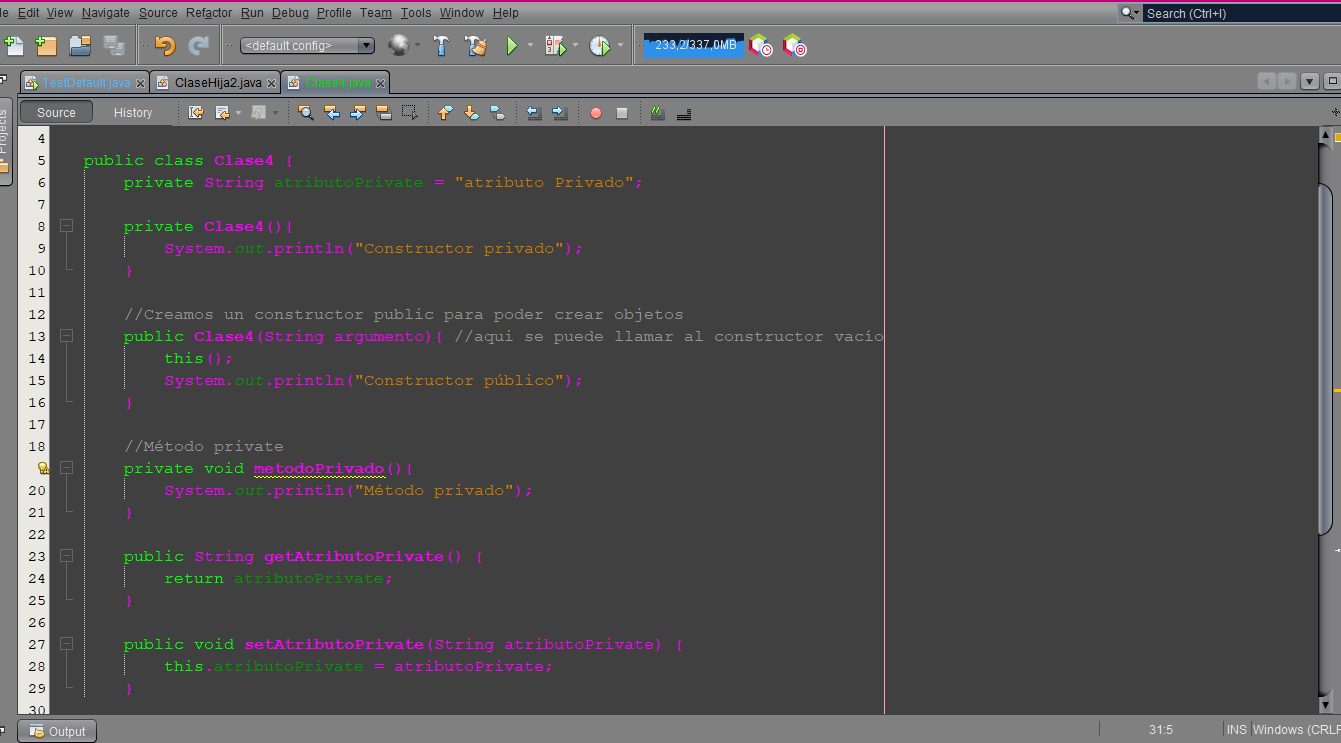 Edit View Navigate Source Refactor Run Debug Profile Team Tools Window Help
Search (Ctrl+I)
<default config>
233,2/337,0MB
TestDefault.java
ClaseHija2.java
Clase4.java
Projects
Source
History
4
5 public class Clase4 {
6 private String atributoPrivate = "atributo Privado";
7
8 private Clase4(){
9 System.out.println("Constructor privado");
10 }
11
12 //Creamos un constructor public para poder crear objetos
13 public Clase4(String argumento){ //aqui se puede llamar al constructor vacío
14 this();
15 System.out.println("Constructor público");
16 }
17
18 //Método private
private void metodoPrivado(){
20 System.out.println("Método privado");
21 }
22
23 public String getAtributoPrivate() {
24 return atributoPrivate;
25 }
26
27 public void setAtributoPrivate(String atributoPrivate) {
28 this.atributoPrivate = atributoPrivate;
29 }
30
Output
31:5
INS
Windows (CRLF